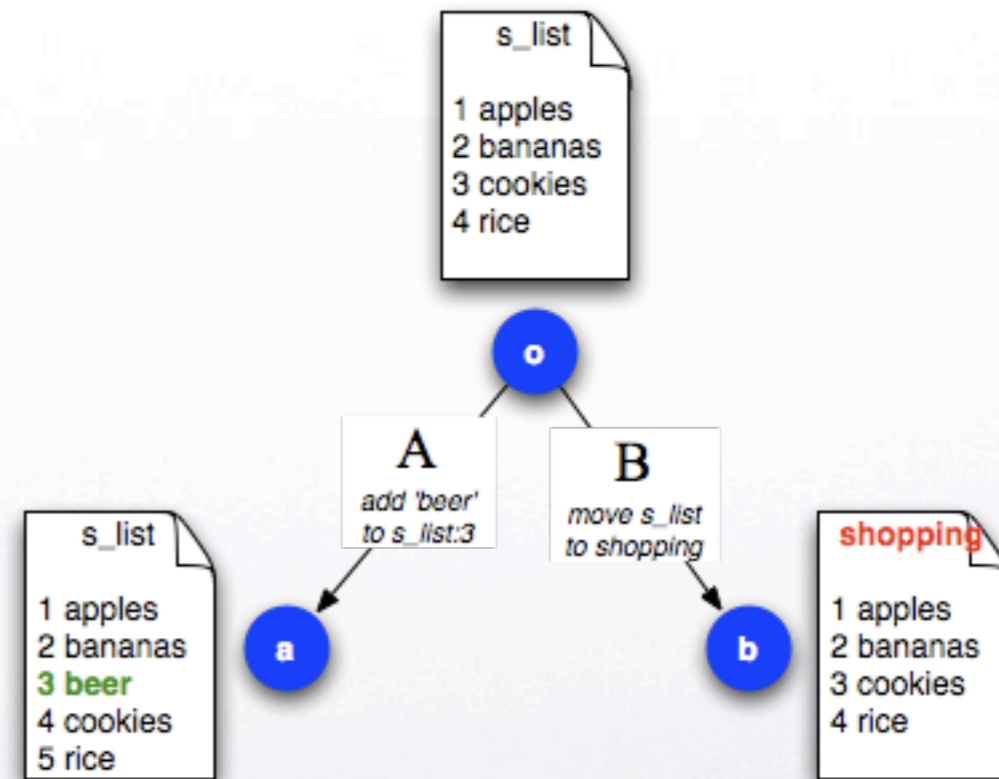 s_list
1 apples
2 bananas
3 cookies
4 rice
o
A
add 'beer'
to s_list:3
B
move s_list
to shopping
s_list
1 apples
2 bananas
3 beer
4 cookies
5 rice
a
b
shopping
1 apples
2 bananas
3 cookies
4 rice